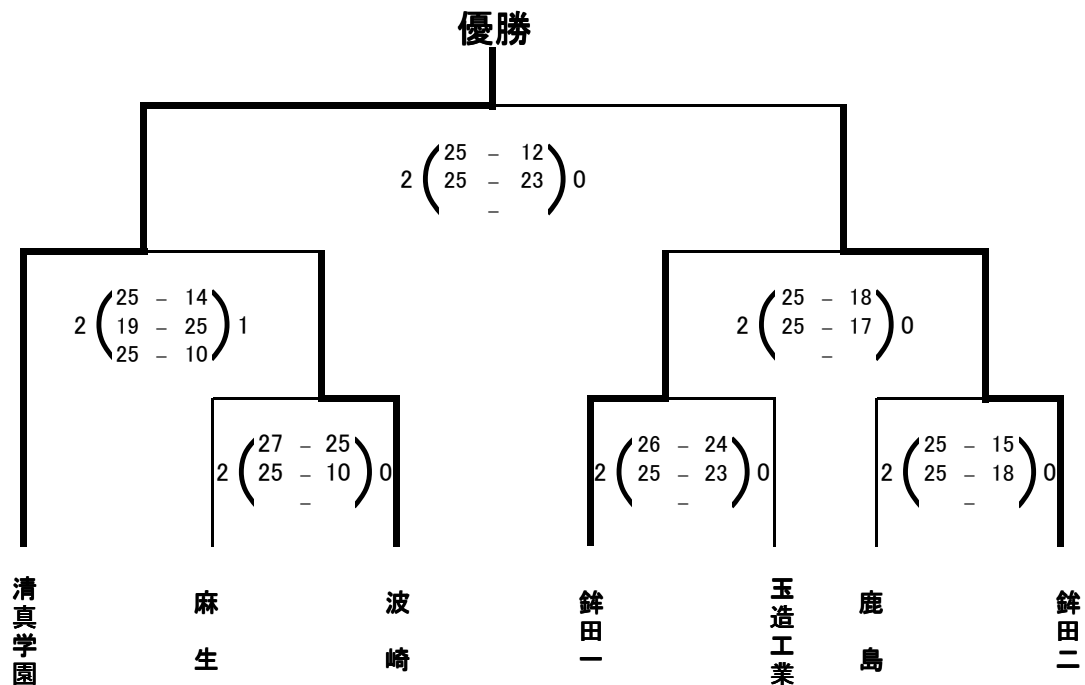 優勝
25 － 12
2 ( 25 － 23 ) 0
－
25 － 14
2 ( 19 － 25 ) 1
25 － 10
25 － 18
2 ( 25 － 17 ) 0
－
27 － 25
2 ( 25 － 10 ) 0
－
26 － 24
2 ( 25 － 23 ) 0
－
25 － 15
2 ( 25 － 18 ) 0
－
清真学園
麻生
波崎
鉾田一
玉造工業
鹿島
鉾田二